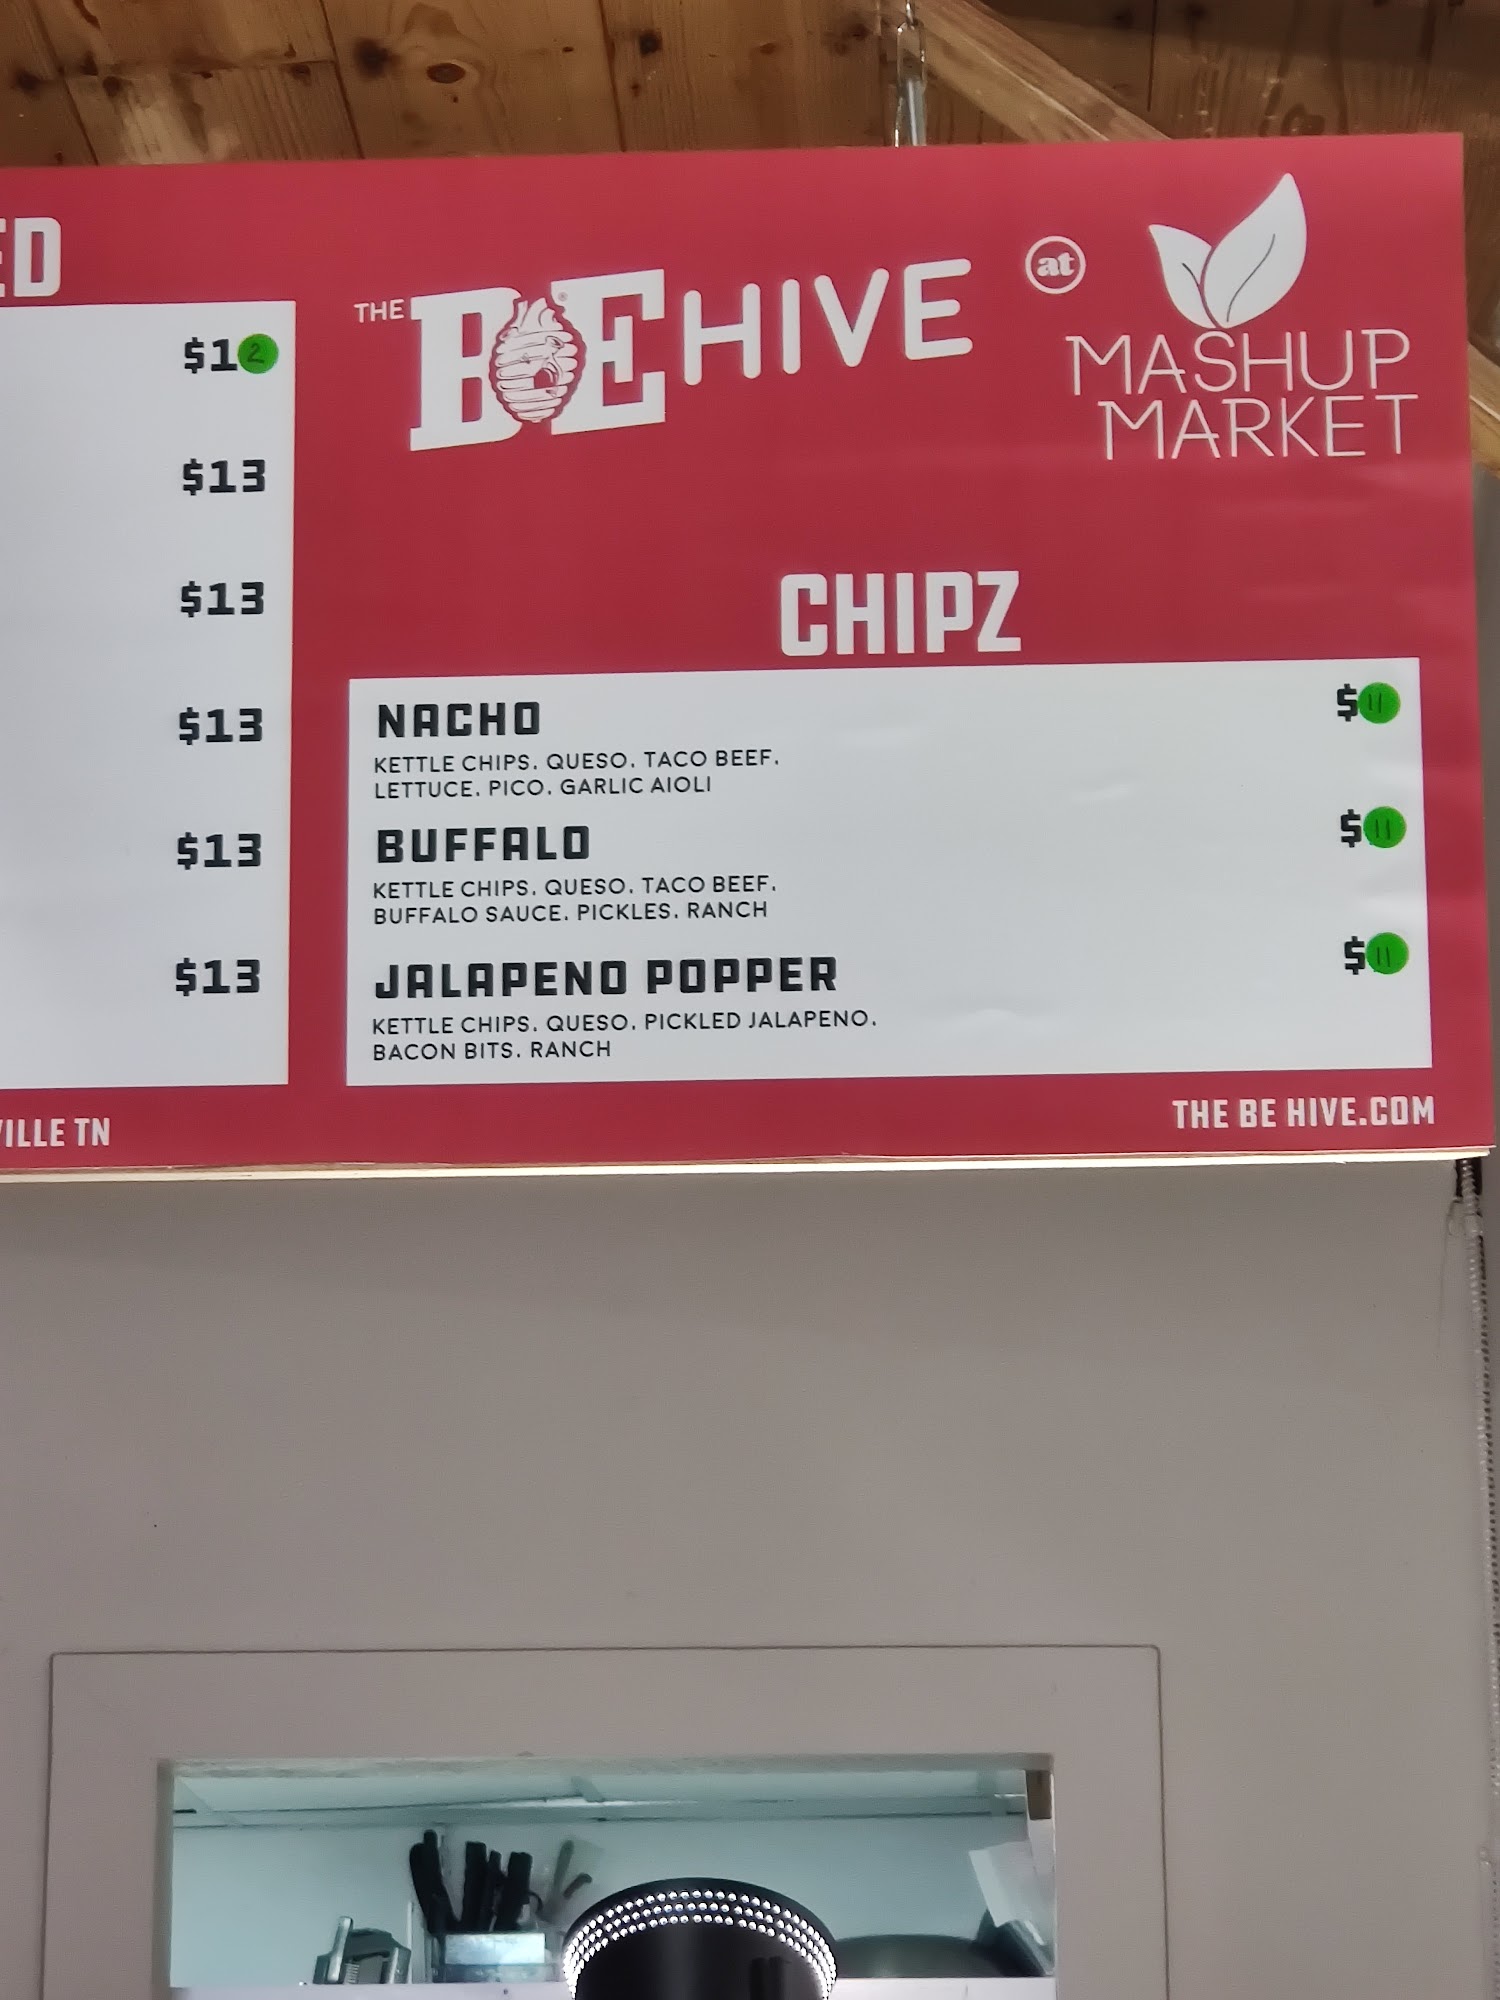 ED
$12
$13
$13
$13
$13
$13
VILLE TN
THE BE HIVE
at
MASHUP
MARKET
CHIPZ
NACHO $11
KETTLE CHIPS. QUESO. TACO BEEF.
LETTUCE. PICO. GARLIC AIOLI
BUFFALO $11
KETTLE CHIPS. QUESO. TACO BEEF.
BUFFALO SAUCE. PICKLES. RANCH
JALAPENO POPPER $11
KETTLE CHIPS. QUESO. PICKLED JALAPENO.
BACON BITS. RANCH
THE BE HIVE.COM